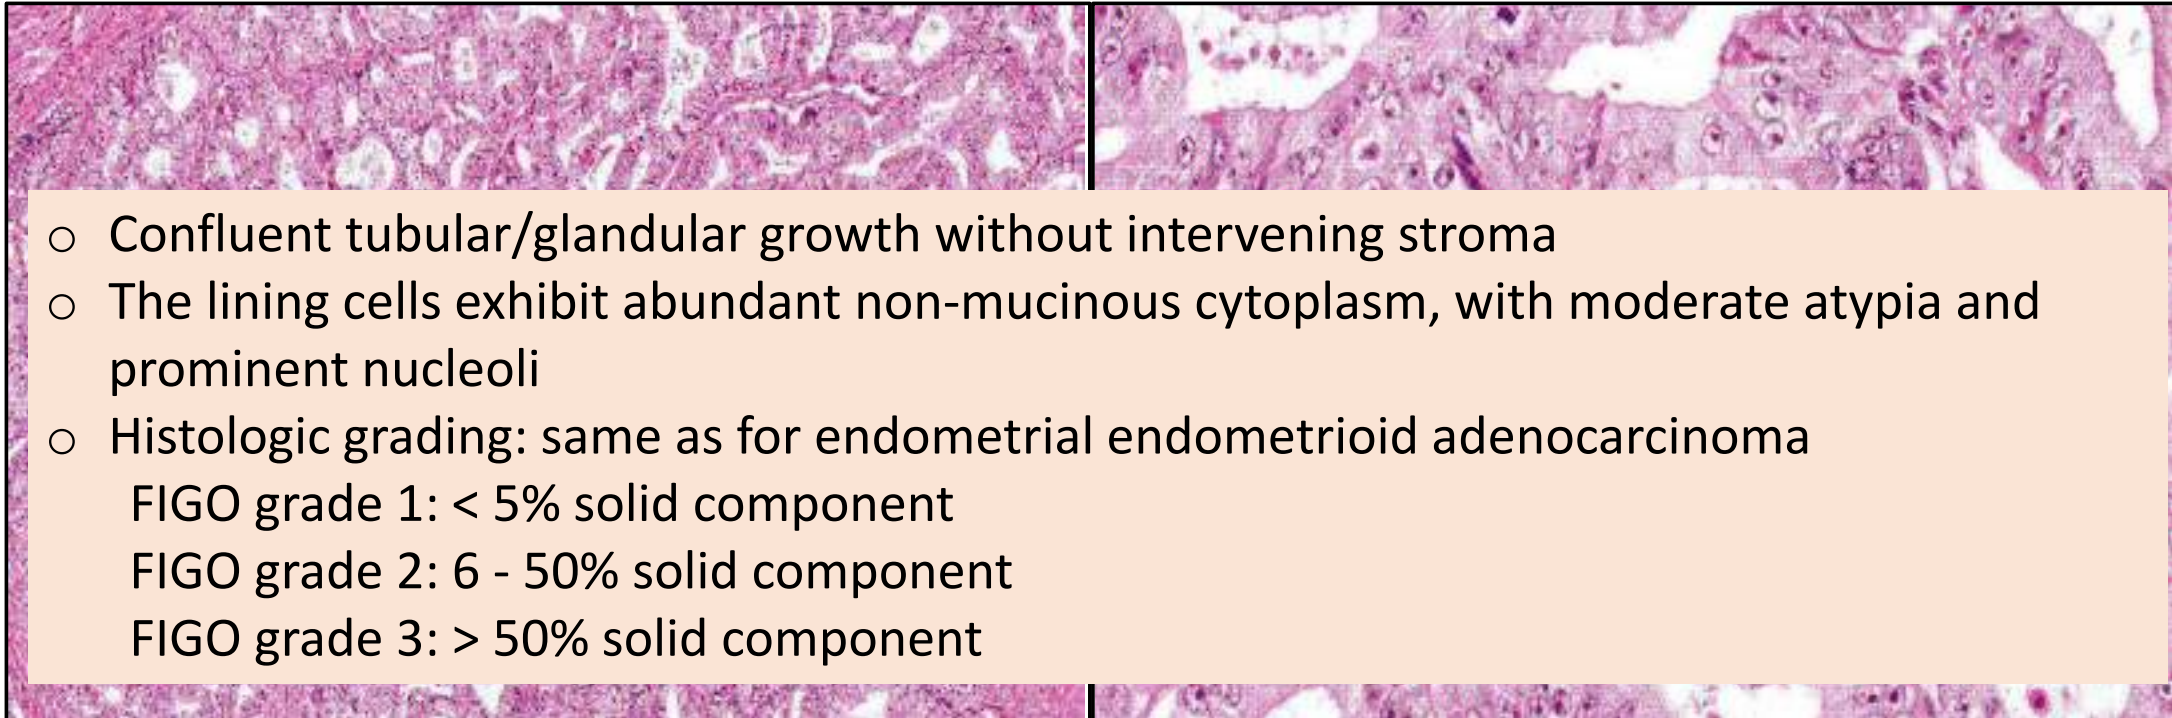 ○ Confluent tubular/glandular growth without intervening stroma
○ The lining cells exhibit abundant non-mucinous cytoplasm, with moderate atypia and
prominent nucleoli
○ Histologic grading: same as for endometrial endometrioid adenocarcinoma
FIGO grade 1: < 5% solid component
FIGO grade 2: 6 - 50% solid component
FIGO grade 3: > 50% solid component